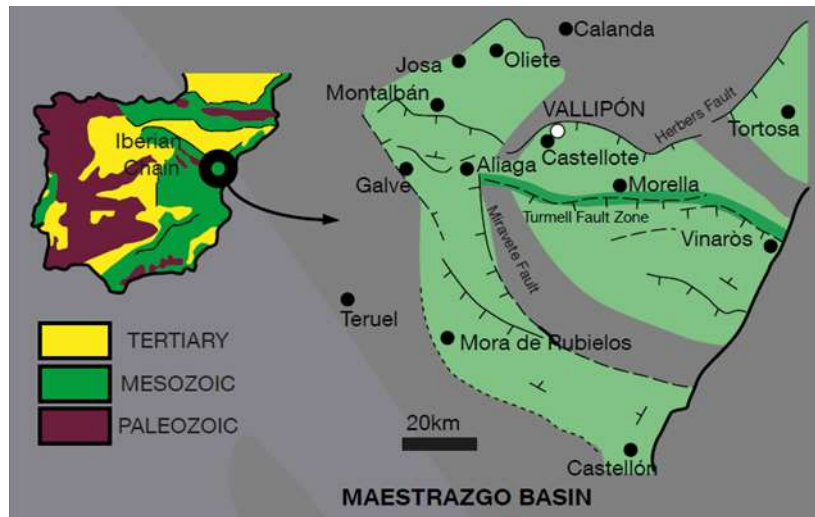 Calanda
Oliete
Josa
Montalbán
VALLIPÓN
Herbers Fault
Tortosa
Iberian
Chain
Castellote
Aliaga
Galve
Morella
Turmell Fault Zone
Vinaròs
Miravete Fault
Teruel
TERTIARY
Mora de Rubielos
MESOZOIC
PALEOZOIC
20km
Castellón
MAESTRAZGO BASIN